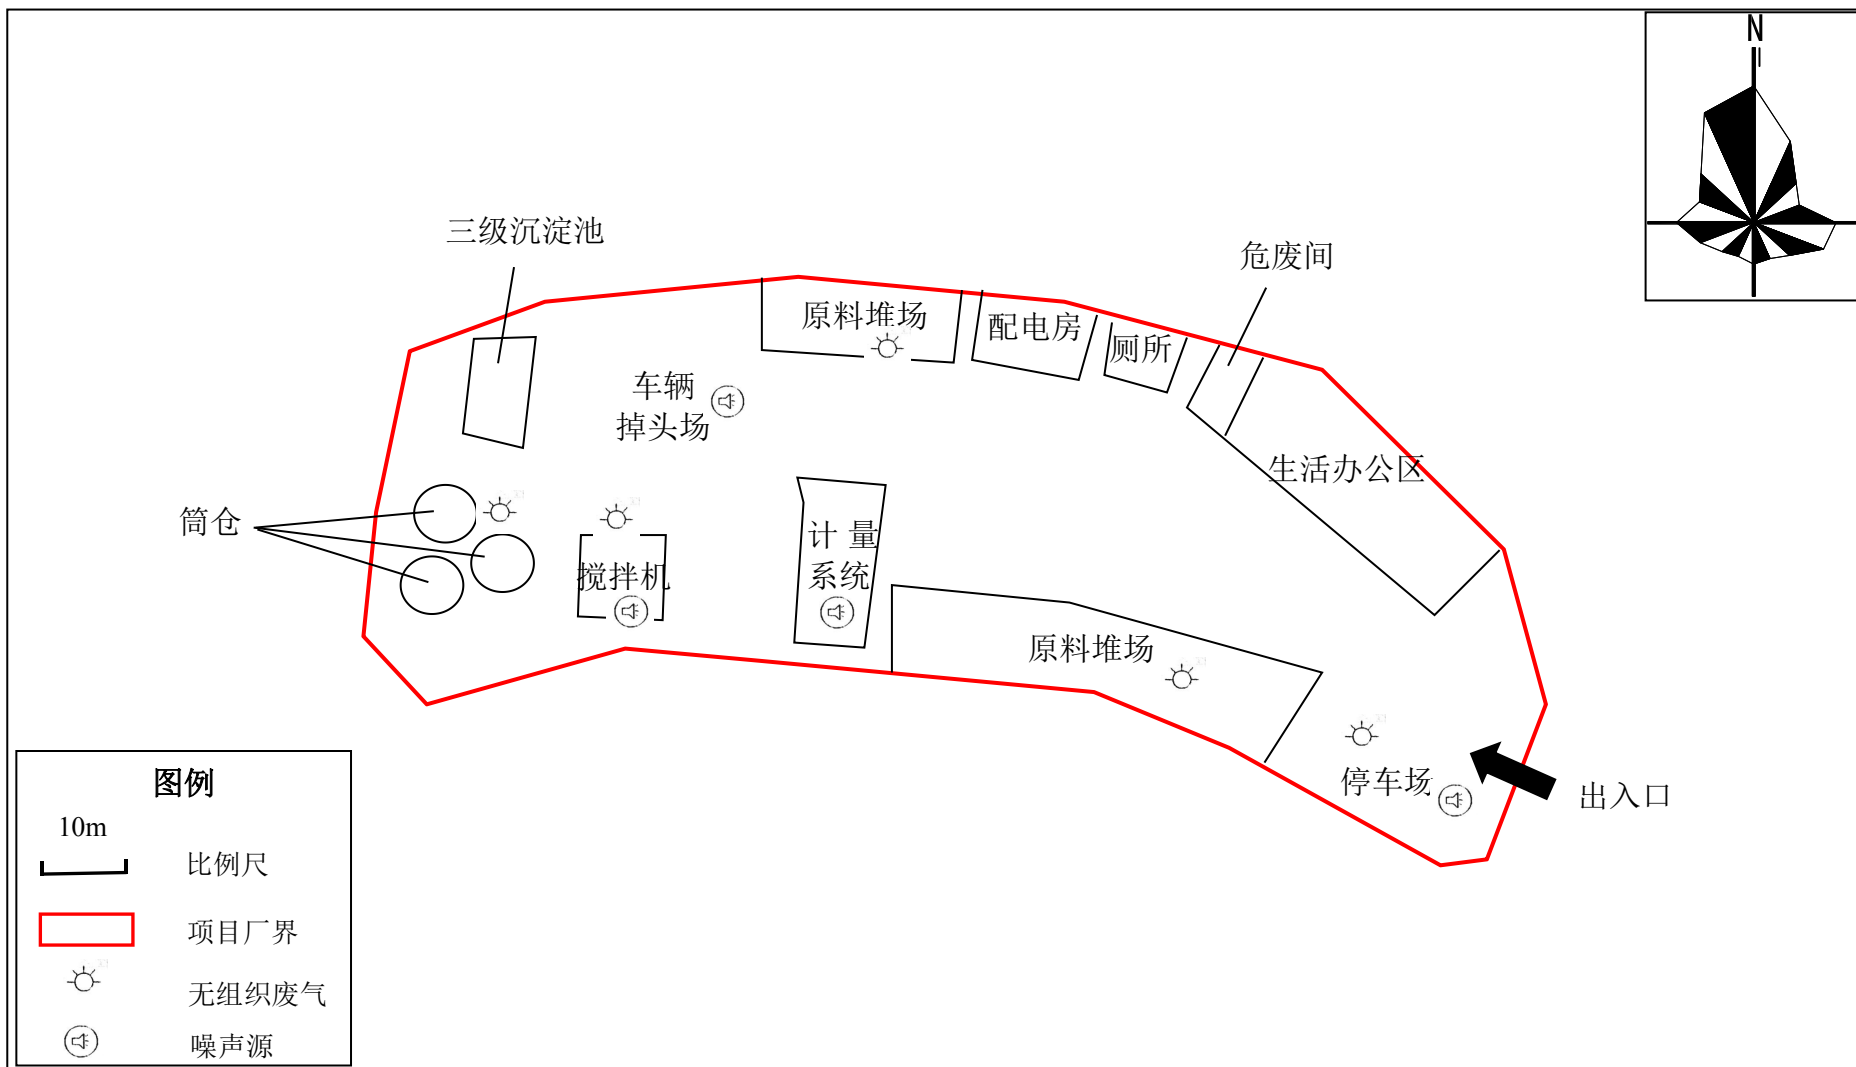 N
三级沉淀池
危废间
原料堆场
配电房
厕所
车辆
掉头场
生活办公区
筒仓
计 量
系统
搅拌机
原料堆场
停车场
出入口
图例
10m
比例尺
项目厂界
无组织废气
噪声源